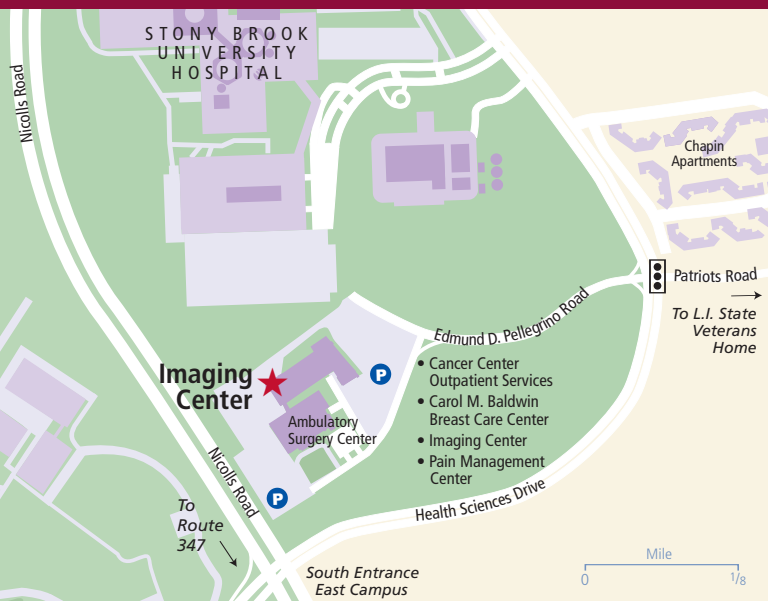 STONY BROOK
UNIVERSITY
HOSPITAL
Nicolls Road
Chapin
Apartments
Patriots Road
To L.I. State
Veterans
Home
Edmund D. Pellegrino Road
• Cancer Center
Outpatient Services
• Carol M. Baldwin
Breast Care Center
• Imaging Center
• Pain Management
Center
Imaging
Center
P
Ambulatory
Surgery Center
Nicolls Road
P
To
Route
347
Health Sciences Drive
South Entrance
East Campus
Mile
0 1/8